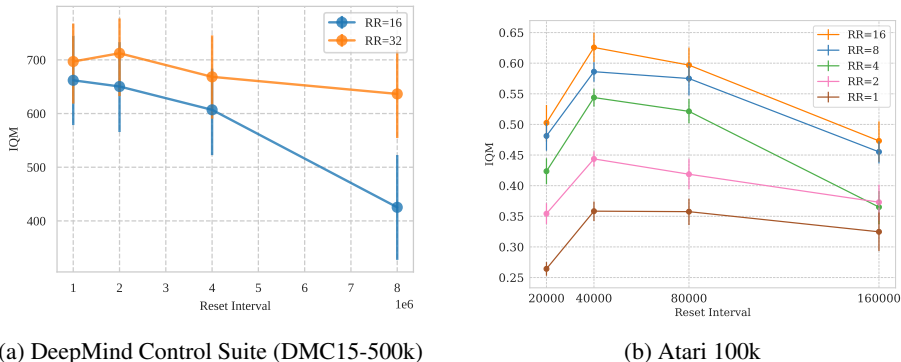 RR=16
RR=32
700
600
500
400
IQM
1 2 3 4 5 6 7 8
1e6
Reset Interval
(a) DeepMind Control Suite (DMC15-500k)
RR=16
RR=8
RR=4
RR=2
RR=1
0.65
0.60
0.55
0.50
0.45
0.40
0.35
0.30
0.25
IQM
20000 40000 80000 160000
Reset Interval
(b) Atari 100k